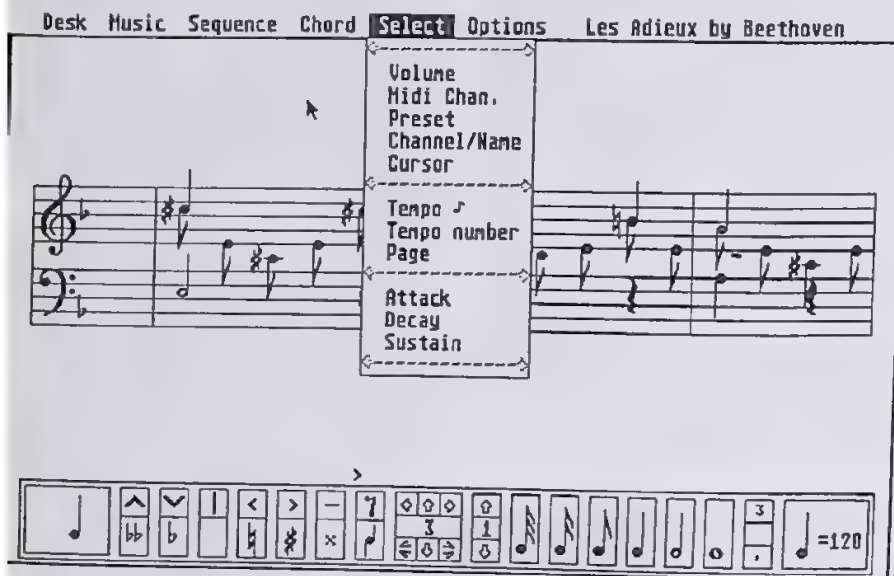 Desk Music Sequence Chord Select Options Les Adieux by Beethoven
Volume
Midi Chan.
Preset
Channel/Name
Cursor
Tempo ♪
Tempo number
Page
Attack
Decay
Sustain
3
3 1
=120